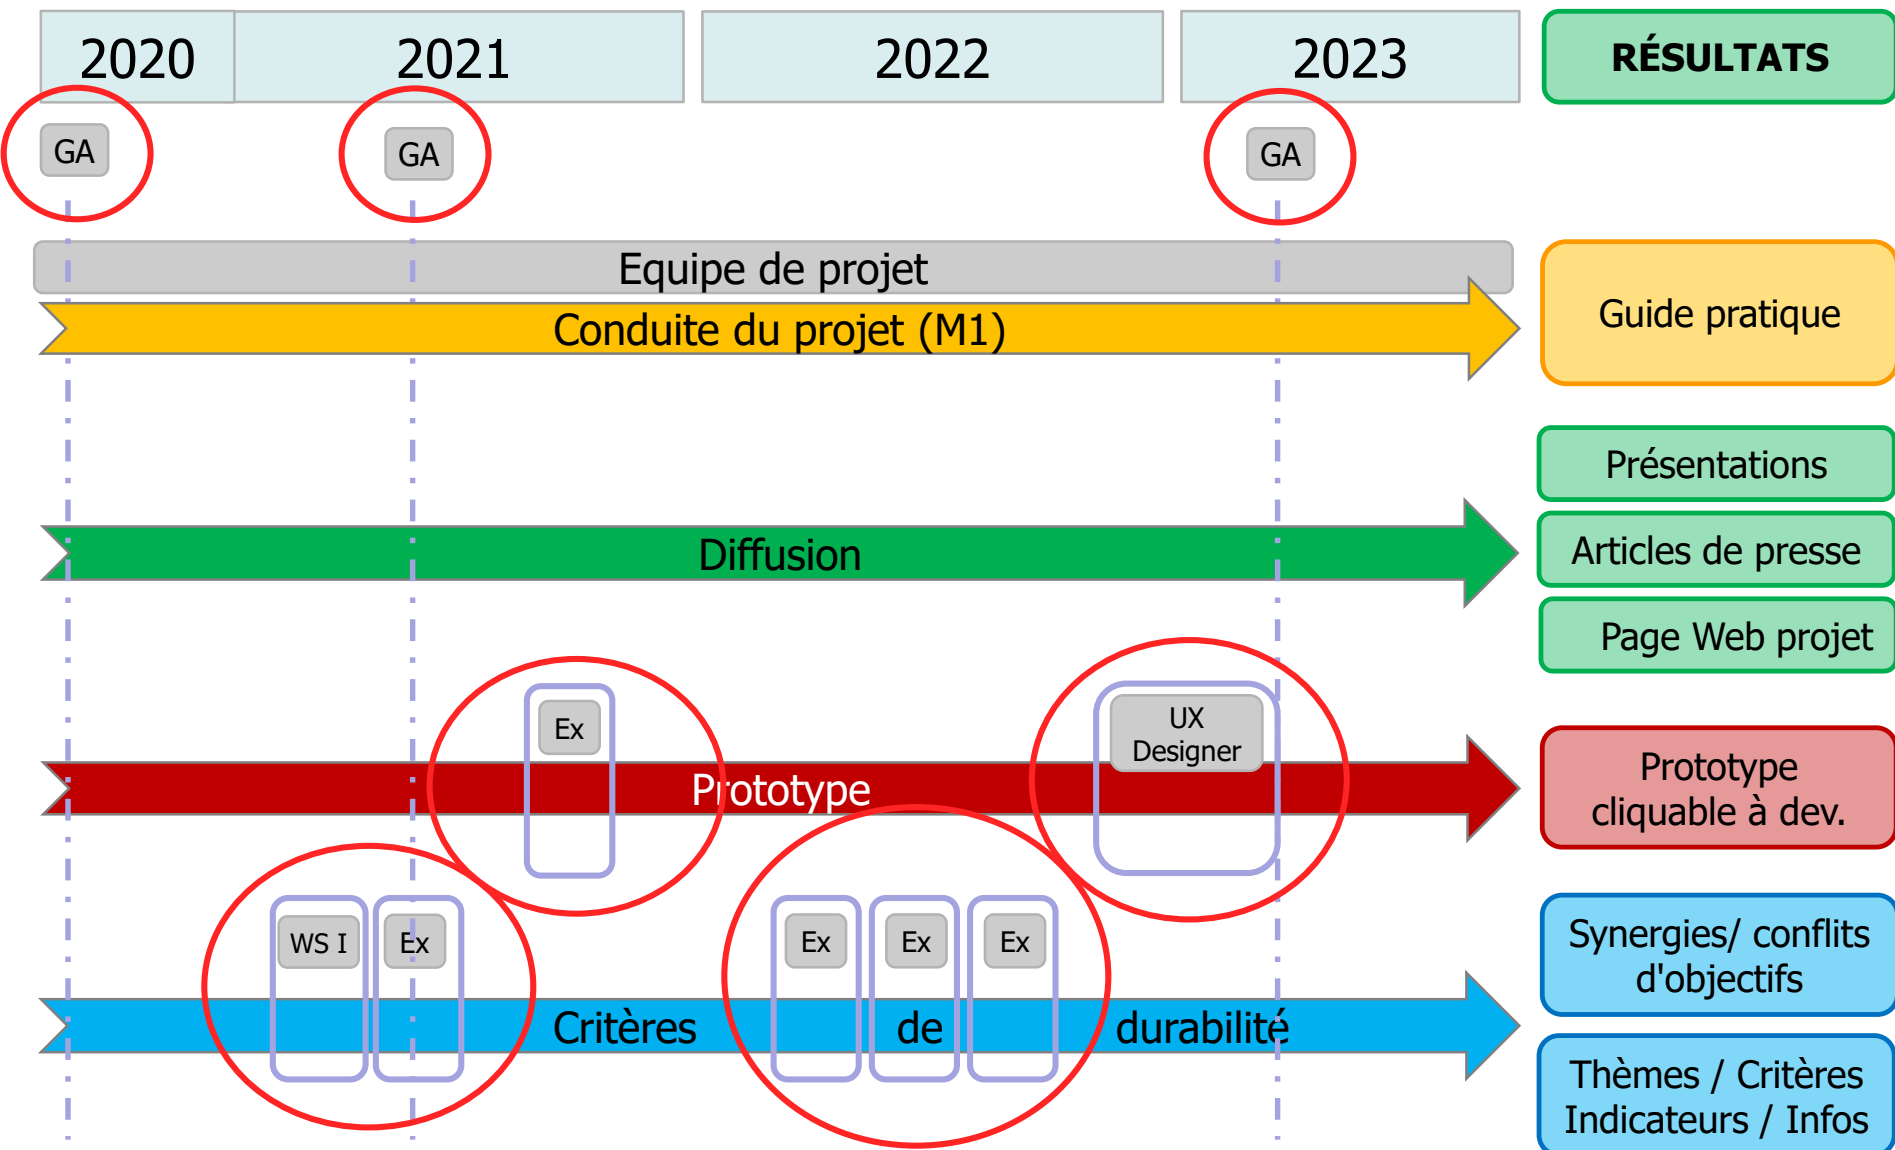 2020 2021 2022 2023 RÉSULTATS
GA GA GA
Equipe de projet
Conduite du projet (M1)
Guide pratique
Présentations
Diffusion
Articles de presse
Page Web projet
Ex
UX
Designer
Prototype
Prototype
cliquable à dev.
WS I Ex Ex Ex Ex
Synergies/ conflits
d'objectifs
Critères de durabilité
Thèmes / Critères
Indicateurs / Infos